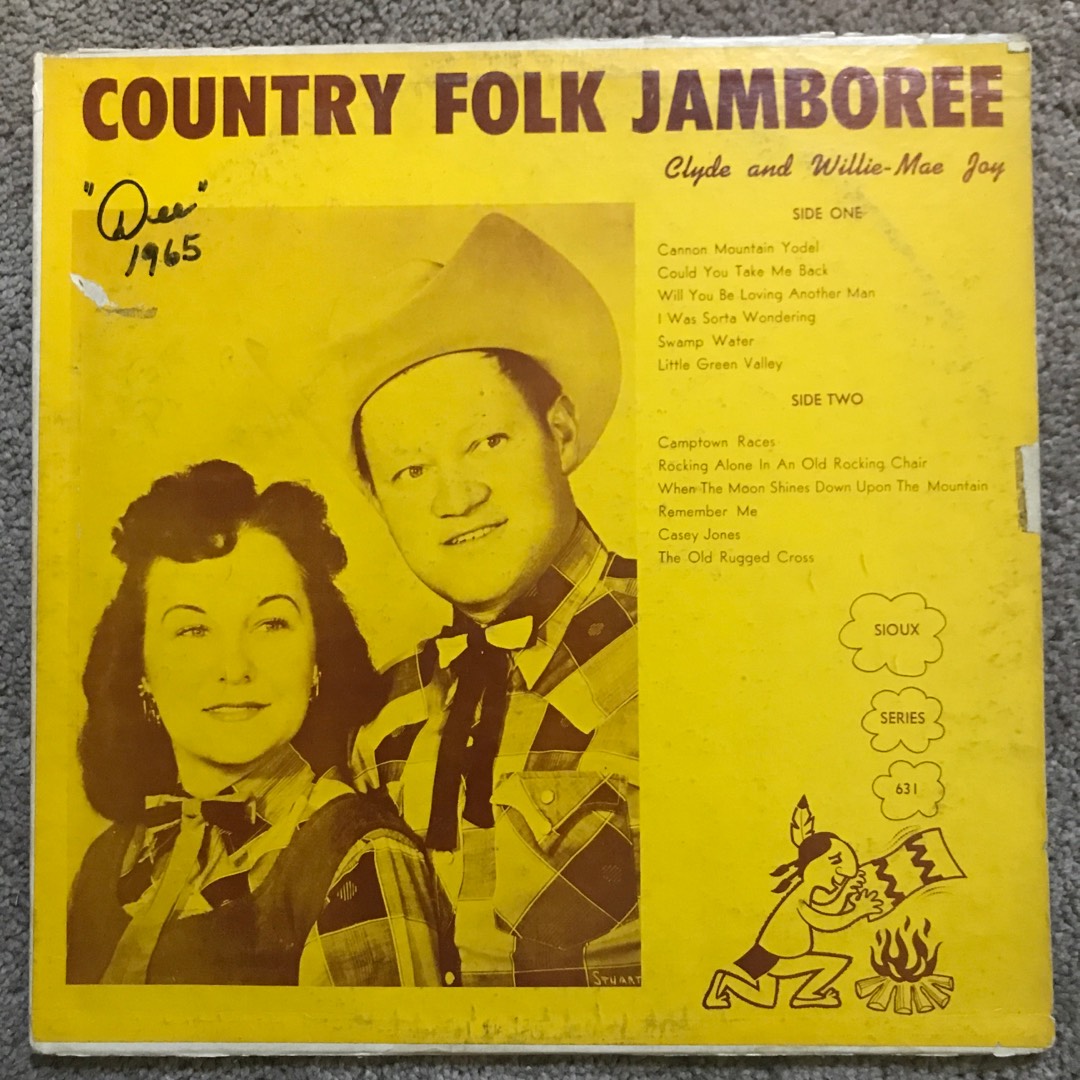 COUNTRY FOLK JAMBOREE
Clyde and Willie-Mae Joy
"Dee"
1965
SIDE ONE
Cannon Mountain Yodel
Could You Take Me Back
Will You Be Loving Another Man
I Was Sorta Wondering
Swamp Water
Little Green Valley
SIDE TWO
Camptown Races
Rocking Alone In An Old Rocking Chair
When The Moon Shines Down Upon The Mountain
Remember Me
Casey Jones
The Old Rugged Cross
SIOUX
SERIES
631
STUART